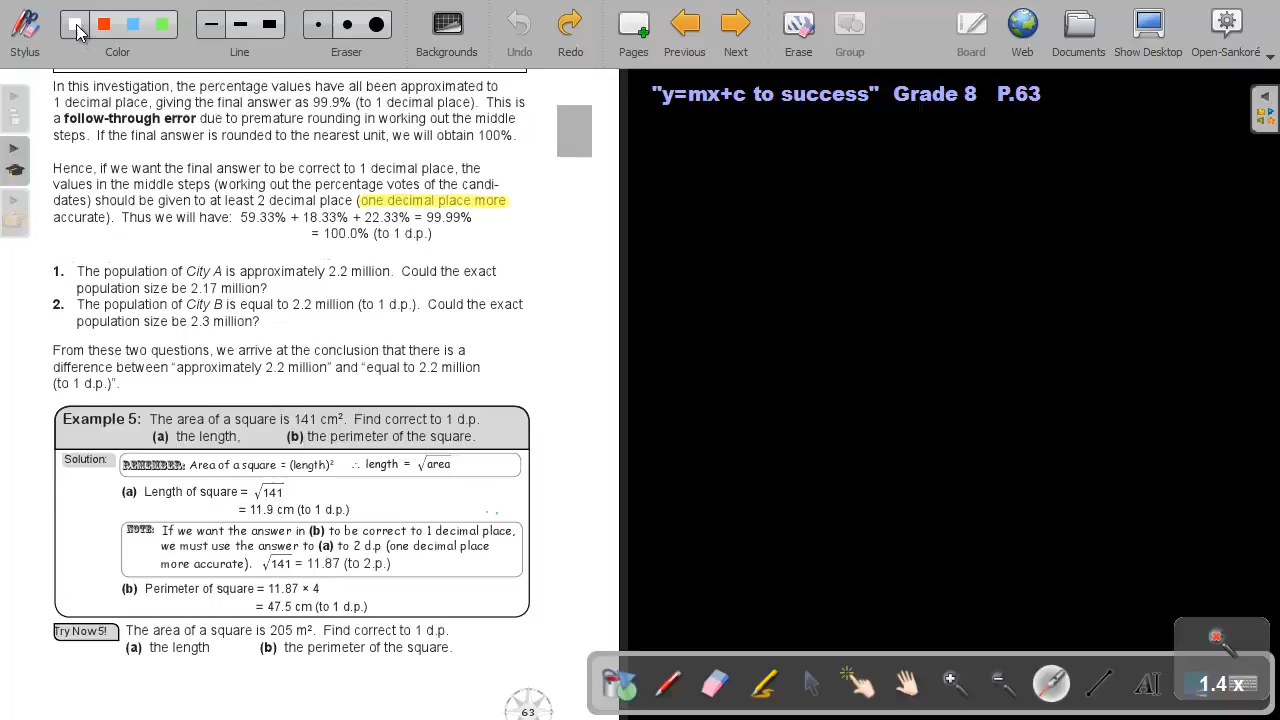 Stylus
Color
Line
Eraser
Backgrounds
Undo
Redo
Pages
Previous
Next
Erase
Group
Board
Web
Documents
Show Desktop
Open-Sankoré
In this investigation, the percentage values have all been approximated to
1 decimal place, giving the final answer as 99.9% (to 1 decimal place). This is
a follow-through error due to premature rounding in working out the middle
steps. If the final answer is rounded to the nearest unit, we will obtain 100%.
Hence, if we want the final answer to be correct to 1 decimal place, the
values in the middle steps (working out the percentage votes of the candi-
dates) should be given to at least 2 decimal place (one decimal place more
accurate). Thus we will have: 59.33% + 18.33% + 22.33% = 99.99%
= 100.0% (to 1 d.p.)
1. The population of City A is approximately 2.2 million. Could the exact
population size be 2.17 million?
2. The population of City B is equal to 2.2 million (to 1 d.p.). Could the exact
population size be 2.3 million?
From these two questions, we arrive at the conclusion that there is a
difference between “approximately 2.2 million” and “equal to 2.2 million
(to 1 d.p.)”.
Example 5: The area of a square is 141 cm². Find correct to 1 d.p.
(a) the length, (b) the perimeter of the square.
Solution:
REMEMBER: Area of a square = (length)² ∴ length = √area
(a) Length of square = √141
= 11.9 cm (to 1 d.p.)
NOTE: If we want the answer in (b) to be correct to 1 decimal place,
we must use the answer to (a) to 2 d.p (one decimal place
more accurate). √141 = 11.87 (to 2.p.)
(b) Perimeter of square = 11.87 × 4
= 47.5 cm (to 1 d.p.)
Try Now 5! The area of a square is 205 m². Find correct to 1 d.p.
(a) the length (b) the perimeter of the square.
63
"y=mx+c to success" Grade 8 P.63
1.4 x